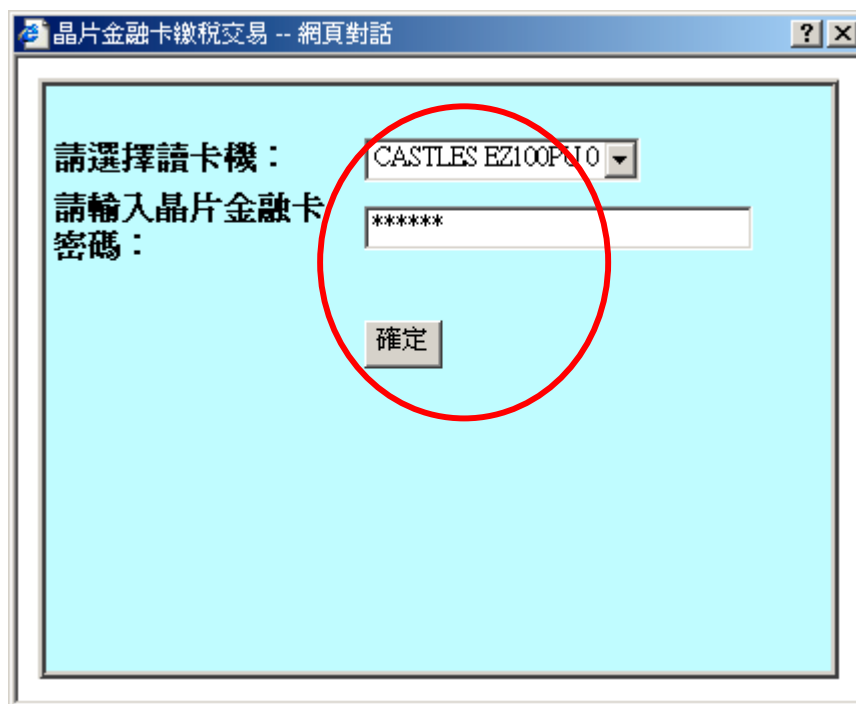 晶片金融卡繳稅交易 -- 網頁對話
請選擇讀卡機：
CASTLES EZ100PU 0
請輸入晶片金融卡
密碼：
******
確定